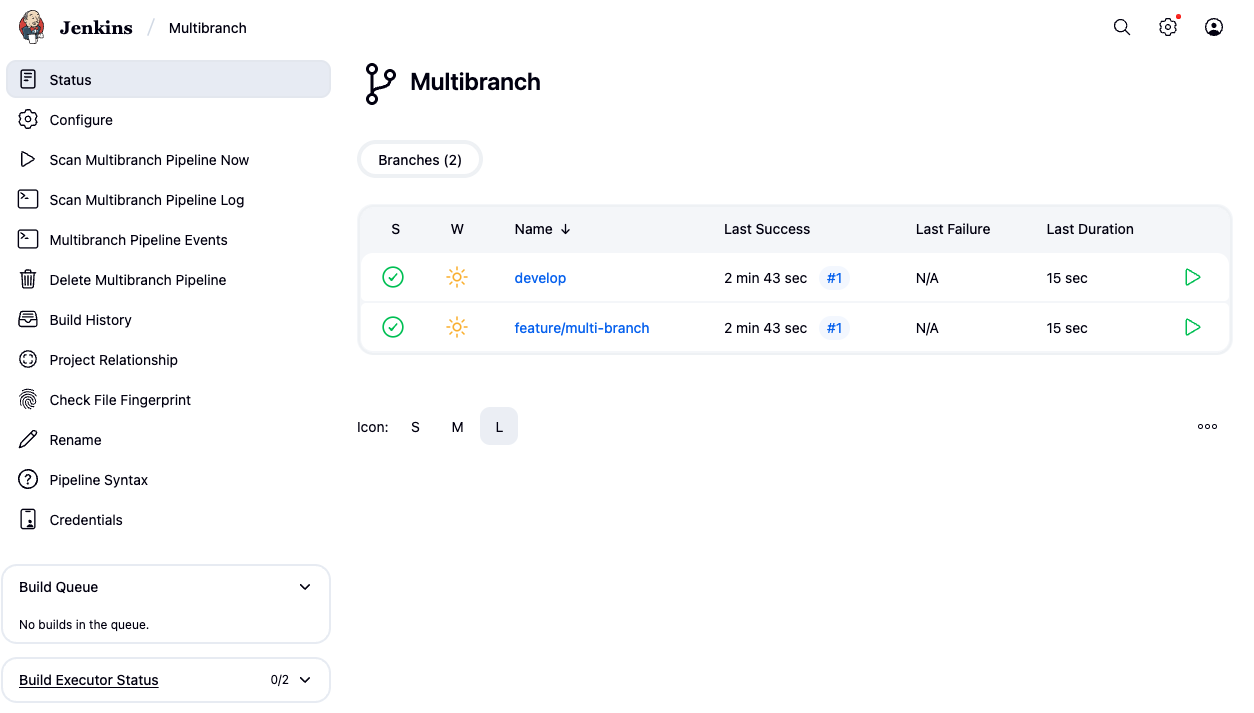 Jenkins / Multibranch
Status
Configure
Scan Multibranch Pipeline Now
Scan Multibranch Pipeline Log
Multibranch Pipeline Events
Delete Multibranch Pipeline
Build History
Project Relationship
Check File Fingerprint
Rename
Pipeline Syntax
Credentials
Build Queue
No builds in the queue.
Build Executor Status 0/2
Multibranch
Branches (2)
S W Name ↓ Last Success Last Failure Last Duration
develop 2 min 43 sec #1 N/A 15 sec
feature/multi-branch 2 min 43 sec #1 N/A 15 sec
Icon: S M L